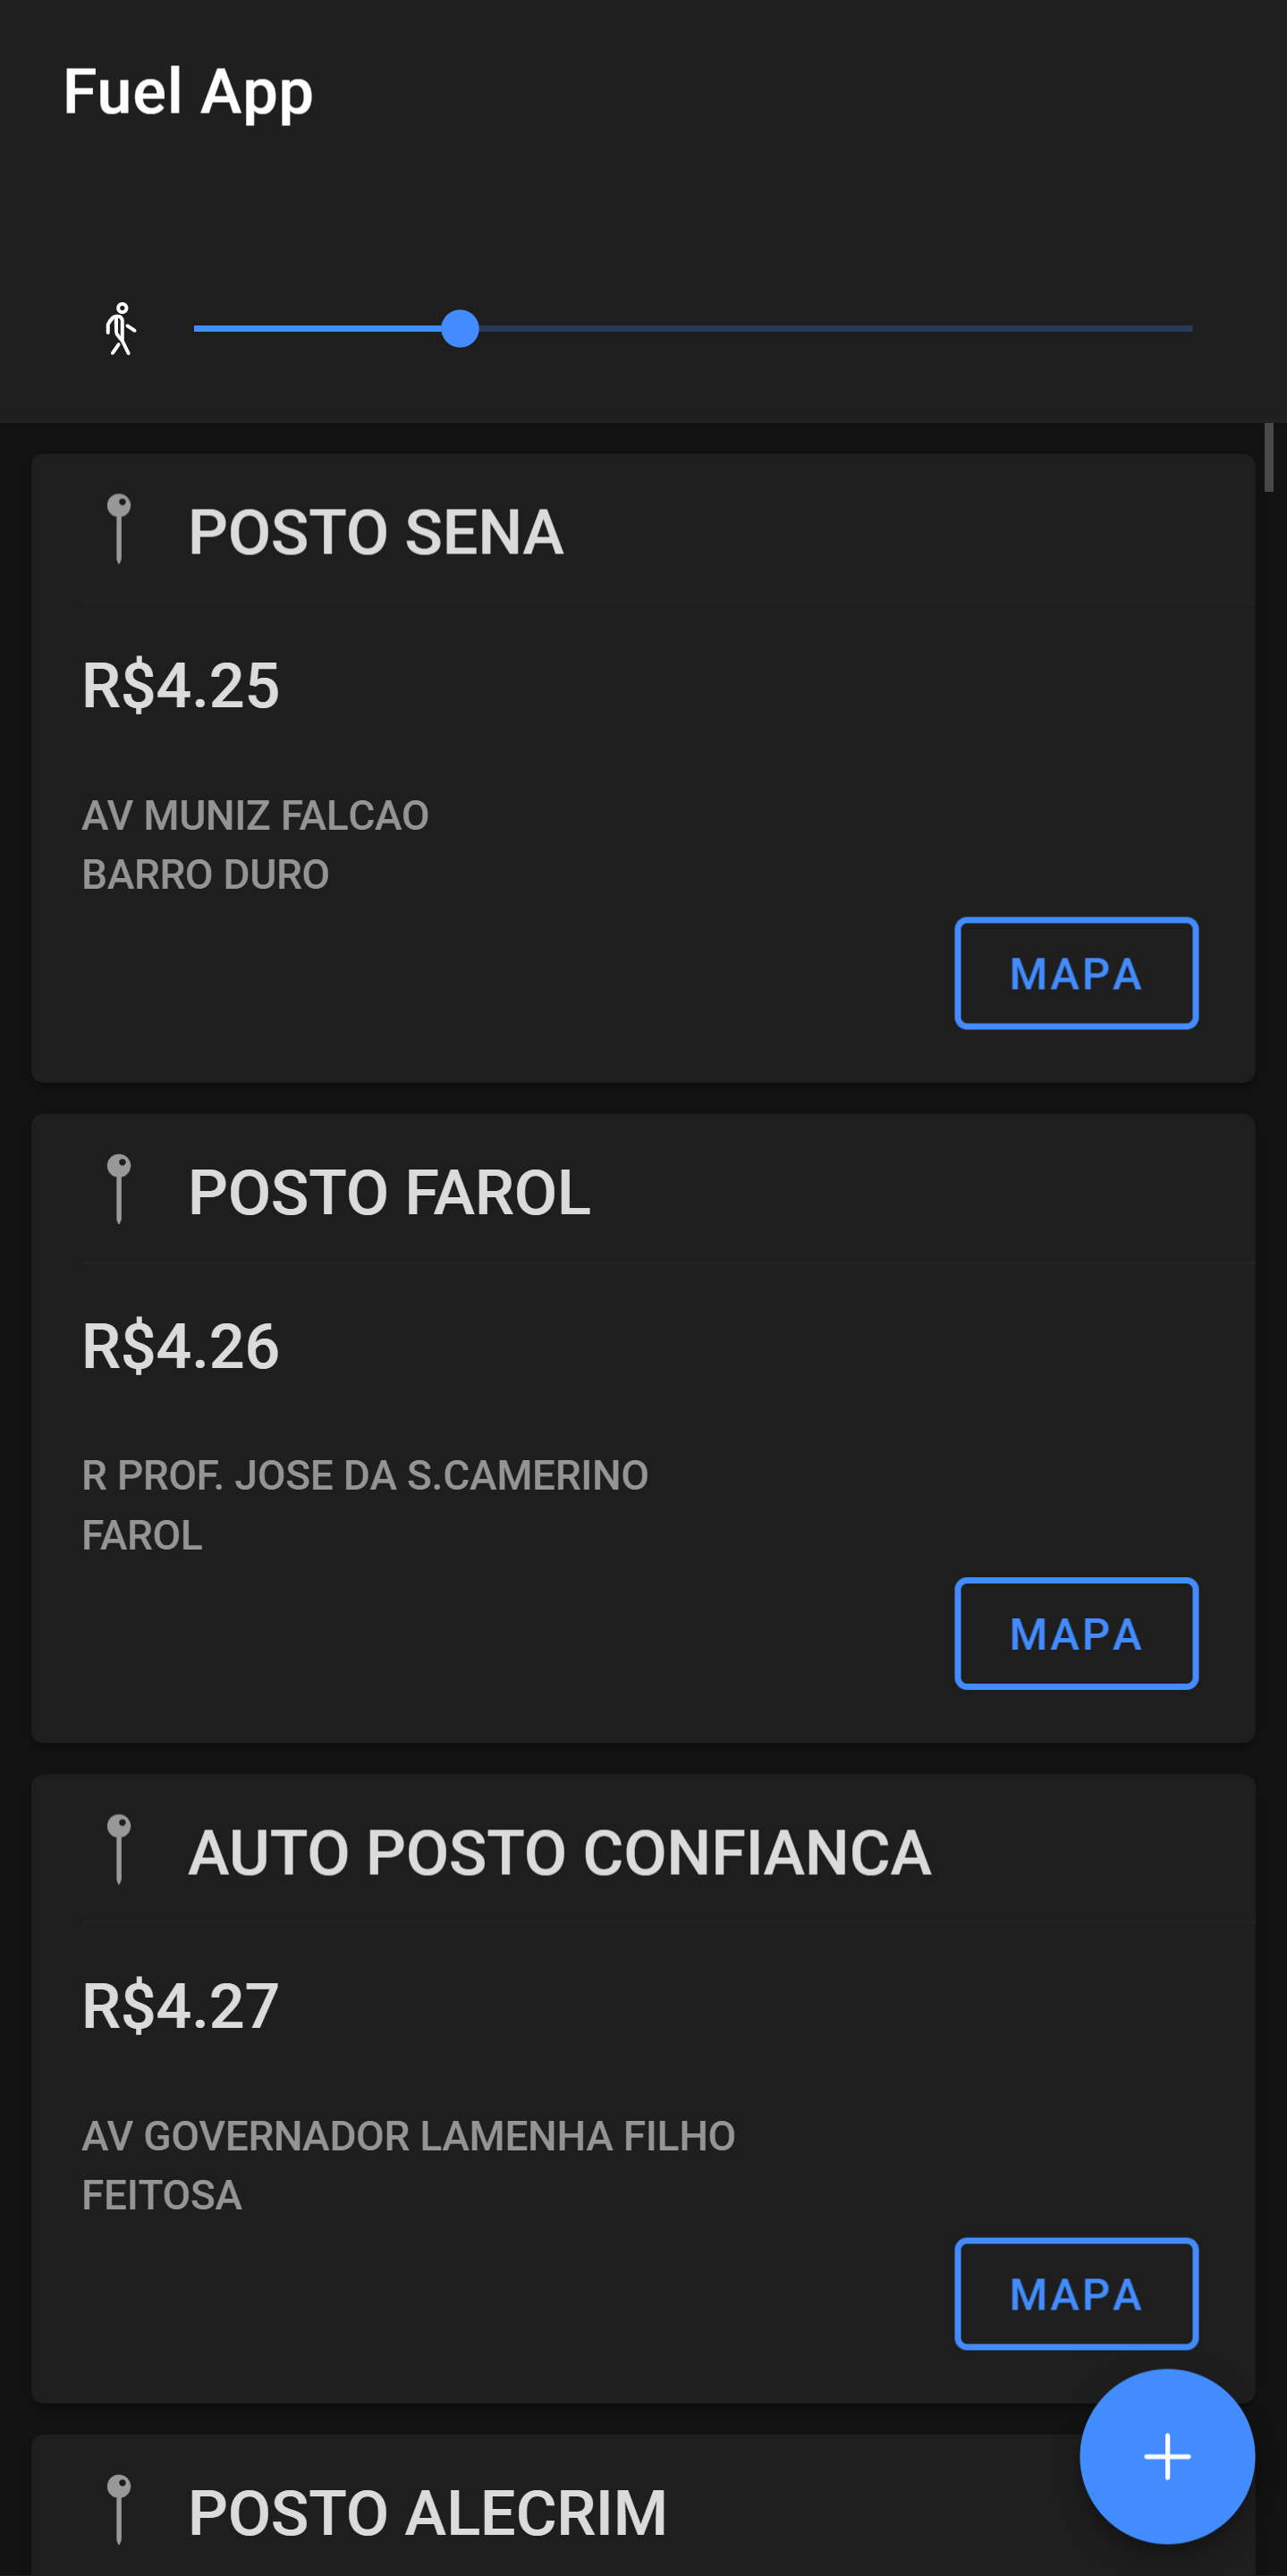 Fuel App
POSTO SENA
R$4.25
AV MUNIZ FALCAO
BARRO DURO
MAPA
POSTO FAROL
R$4.26
R PROF. JOSE DA S.CAMERINO
FAROL
MAPA
AUTO POSTO CONFIANCA
R$4.27
AV GOVERNADOR LAMENHA FILHO
FEITOSA
MAPA
POSTO ALECRIM